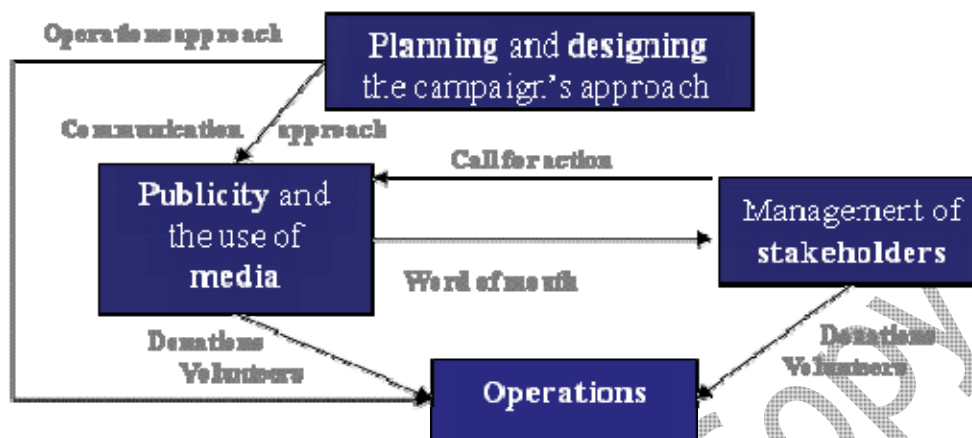 Operations approach
Planning and designing
the campaign's approach
Communication approach
Call for action
Publicity and
the use of
media
Management of
stakeholders
Word of mouth
Donations
Volunteers
Donations
Volunteers
Operations
Copy